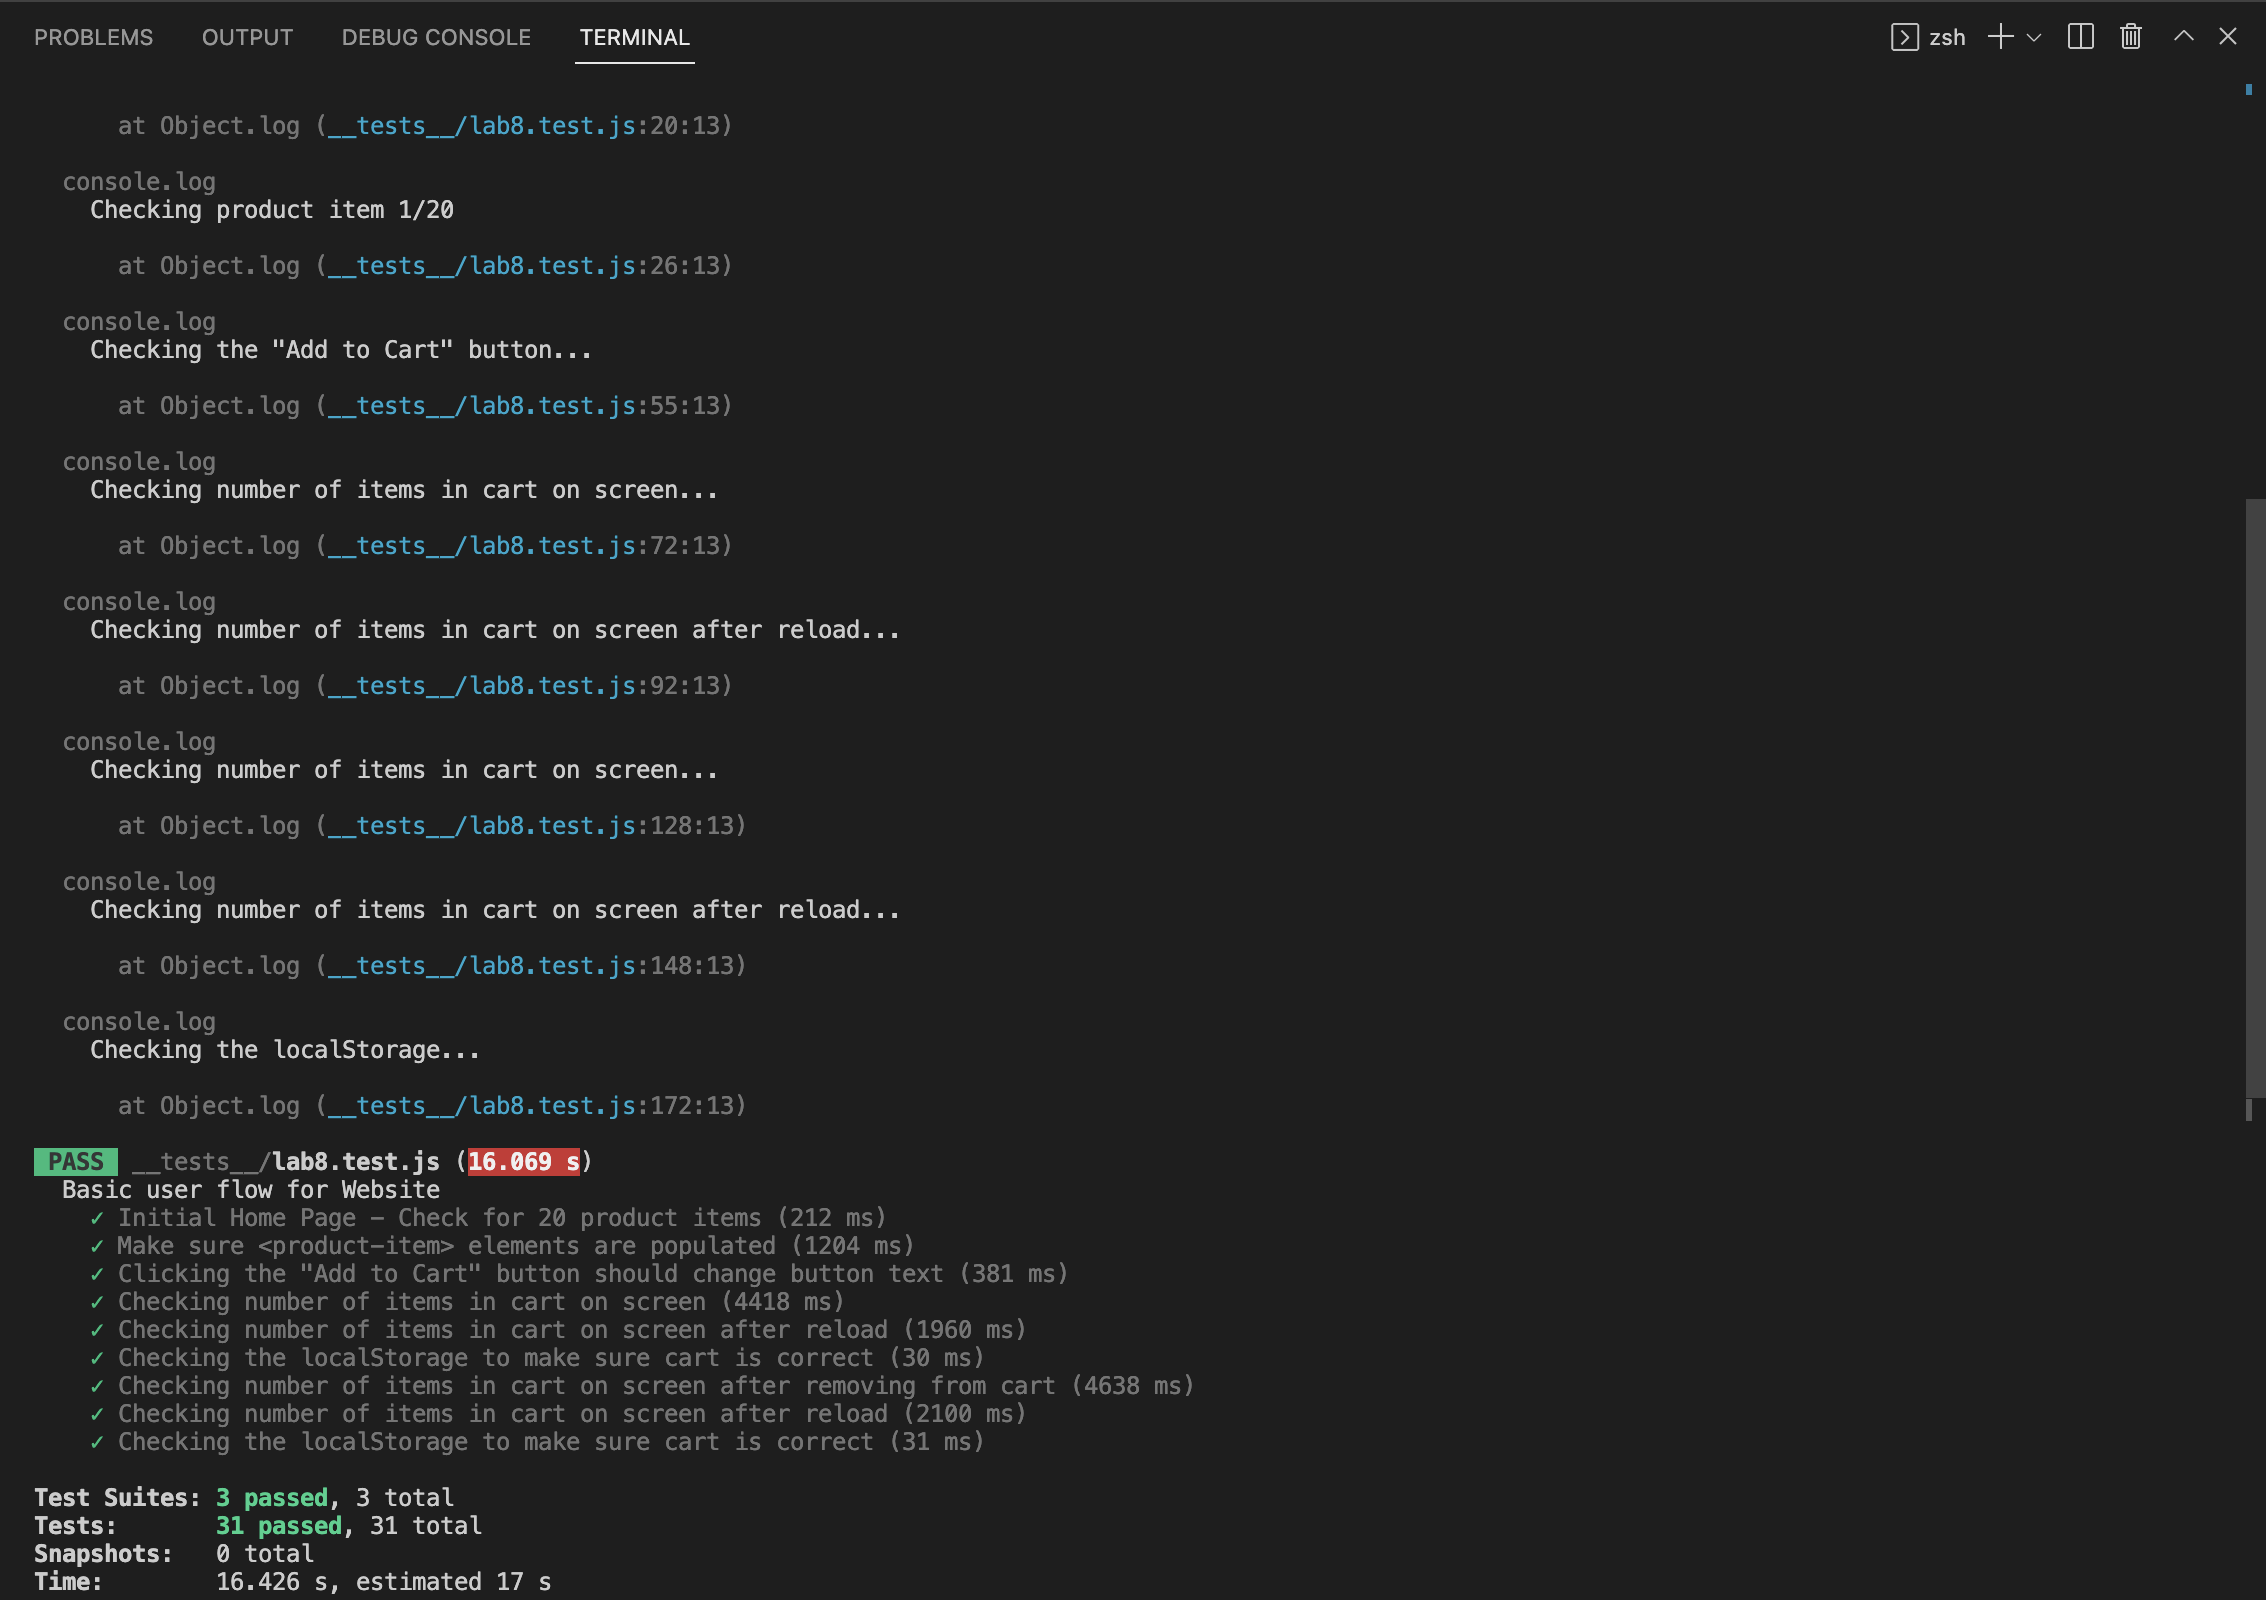 PROBLEMS OUTPUT DEBUG CONSOLE TERMINAL zsh
at Object.log (__tests__/lab8.test.js:20:13)
console.log
Checking product item 1/20
at Object.log (__tests__/lab8.test.js:26:13)
console.log
Checking the "Add to Cart" button...
at Object.log (__tests__/lab8.test.js:55:13)
console.log
Checking number of items in cart on screen...
at Object.log (__tests__/lab8.test.js:72:13)
console.log
Checking number of items in cart on screen after reload...
at Object.log (__tests__/lab8.test.js:92:13)
console.log
Checking number of items in cart on screen...
at Object.log (__tests__/lab8.test.js:128:13)
console.log
Checking number of items in cart on screen after reload...
at Object.log (__tests__/lab8.test.js:148:13)
console.log
Checking the localStorage...
at Object.log (__tests__/lab8.test.js:172:13)
PASS __tests__/lab8.test.js (16.069 s)
Basic user flow for Website
✓ Initial Home Page – Check for 20 product items (212 ms)
✓ Make sure <product-item> elements are populated (1204 ms)
✓ Clicking the "Add to Cart" button should change button text (381 ms)
✓ Checking number of items in cart on screen (4418 ms)
✓ Checking number of items in cart on screen after reload (1960 ms)
✓ Checking the localStorage to make sure cart is correct (30 ms)
✓ Checking number of items in cart on screen after removing from cart (4638 ms)
✓ Checking number of items in cart on screen after reload (2100 ms)
✓ Checking the localStorage to make sure cart is correct (31 ms)
Test Suites: 3 passed, 3 total
Tests: 31 passed, 31 total
Snapshots: 0 total
Time: 16.426 s, estimated 17 s